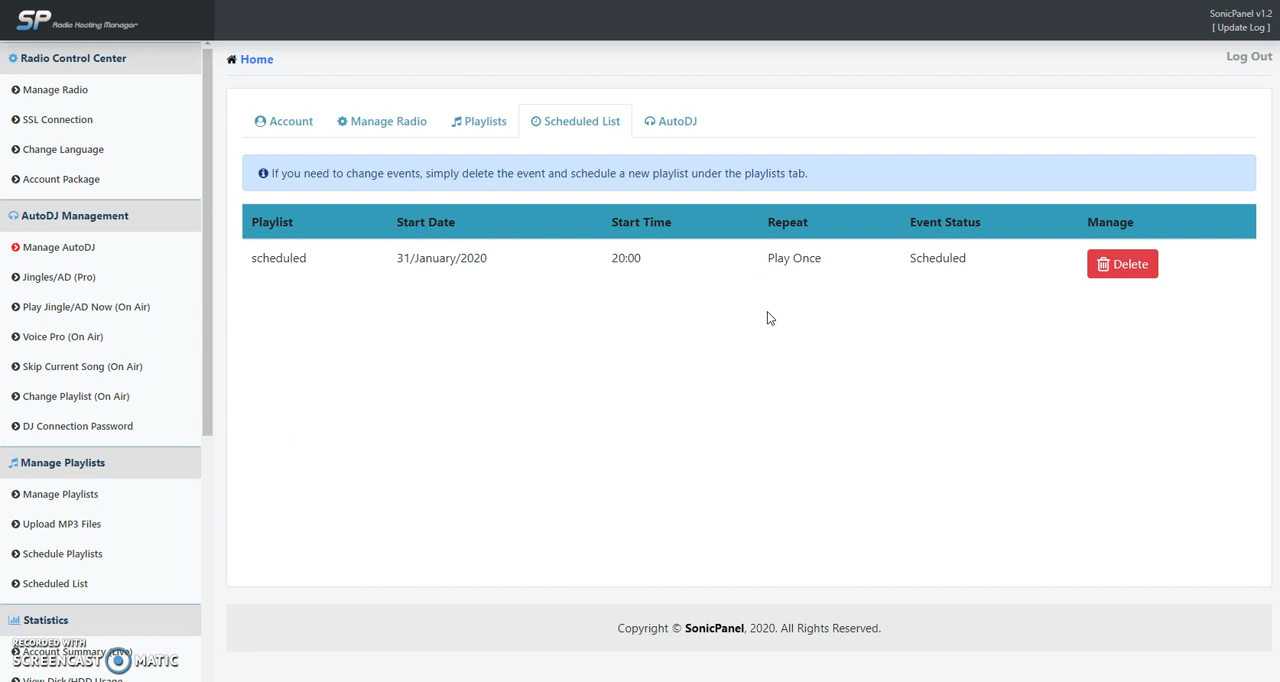 SP Radio Hosting Manager
SonicPanel v1.2
[ Update Log ]
Radio Control Center
Manage Radio
SSL Connection
Change Language
Account Package
AutoDJ Management
Manage AutoDJ
Jingles/AD (Pro)
Play Jingle/AD Now (On Air)
Voice Pro (On Air)
Skip Current Song (On Air)
Change Playlist (On Air)
DJ Connection Password
Manage Playlists
Manage Playlists
Upload MP3 Files
Schedule Playlists
Scheduled List
Statistics
Account Summary (Live)
View Disk/HDD Usage
RECORDED WITH
SCREENCAST MATIC
Home
Log Out
Account Manage Radio Playlists Scheduled List AutoDJ
If you need to change events, simply delete the event and schedule a new playlist under the playlists tab.
Playlist Start Date Start Time Repeat Event Status Manage
scheduled 31/January/2020 20:00 Play Once Scheduled Delete
Copyright © SonicPanel, 2020. All Rights Reserved.